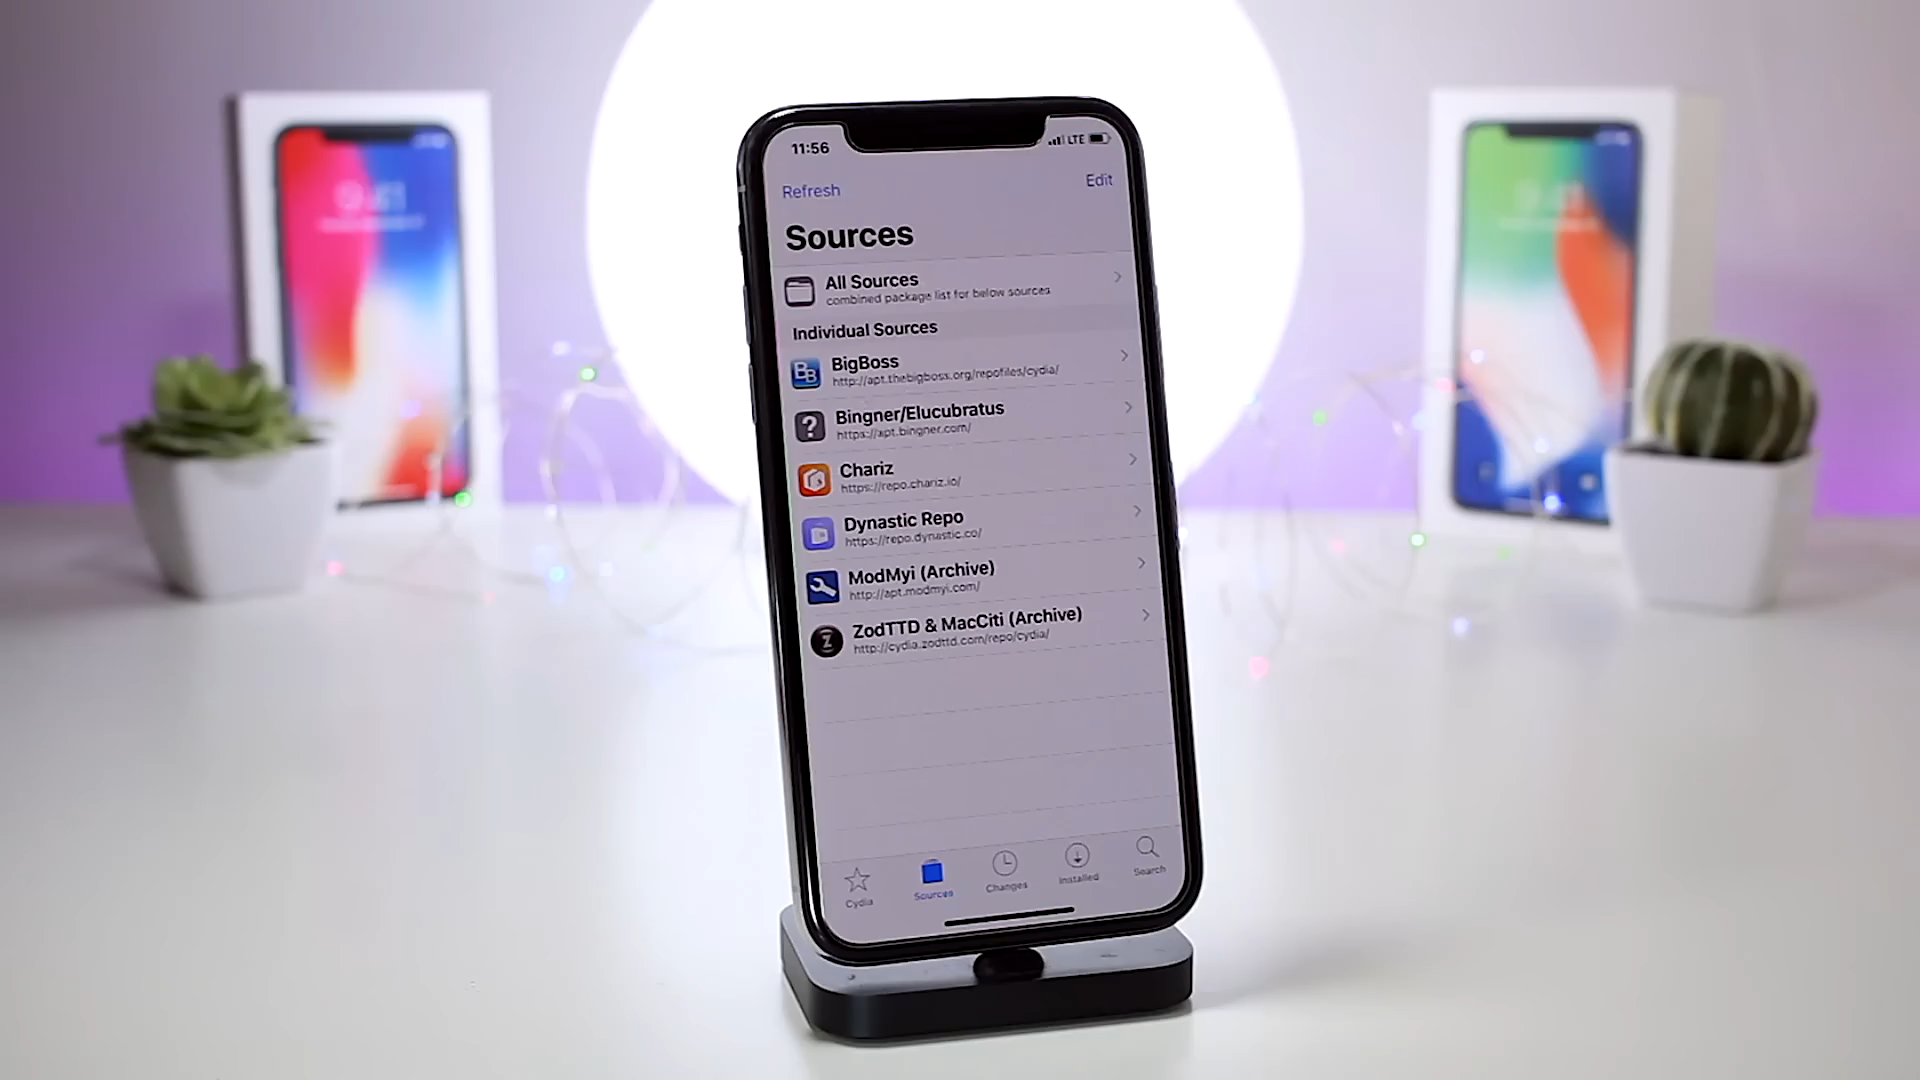 11:56
LTE
Refresh
Edit
Sources
All Sources
combined package list for below sources
Individual Sources
BB
BigBoss
http://apt.thebigboss.org/repofiles/cydia/
?
Bingner/Elucubratus
https://apt.bingner.com/
Chariz
https://repo.chariz.io/
Dynastic Repo
https://repo.dynastic.co/
ModMyi (Archive)
http://apt.modmyi.com/
Z
ZodTTD & MacCiti (Archive)
http://cydia.zodttd.com/repo/cydia/
Cydia
Sources
Changes
Installed
Search